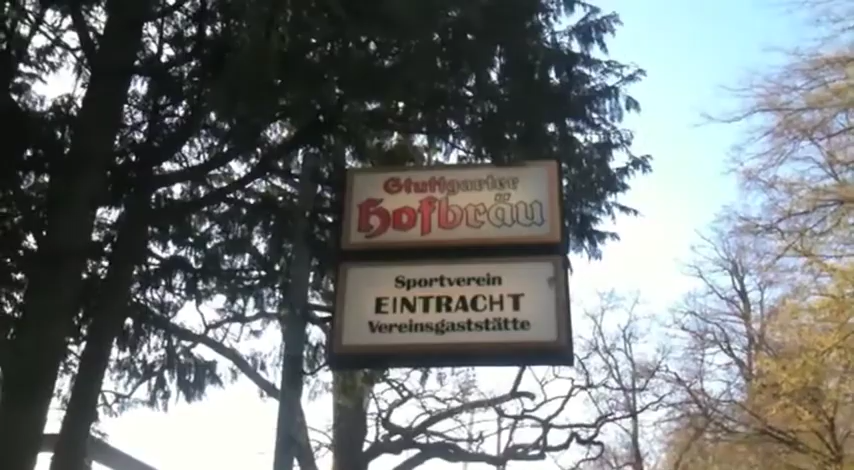 Stuttgarter
Hofbräu
Sportverein
EINTRACHT
Vereinsgaststätte